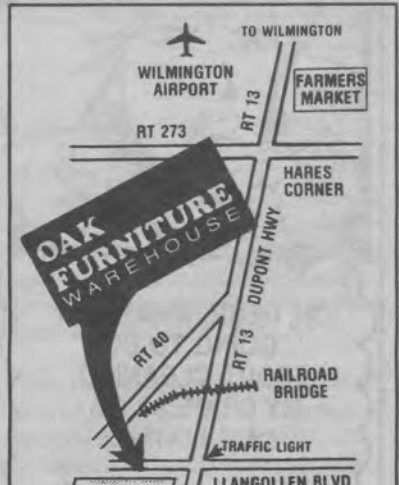 TO WILMINGTON
WILMINGTON
AIRPORT
FARMERS
MARKET
RT 13
RT 273
HARES
CORNER
OAK
FURNITURE
WAREHOUSE
DUPONT HWY
RT 40
RT 13
RAILROAD
BRIDGE
TRAFFIC LIGHT
LLANGOLLEN BLVD